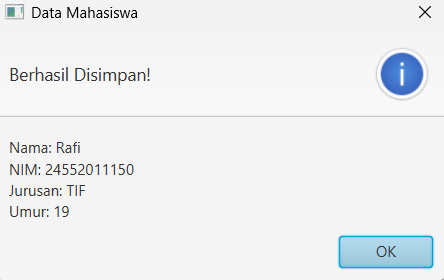 Data Mahasiswa
Berhasil Disimpan!
Nama: Rafi
NIM: 24552011150
Jurusan: TIF
Umur: 19
OK